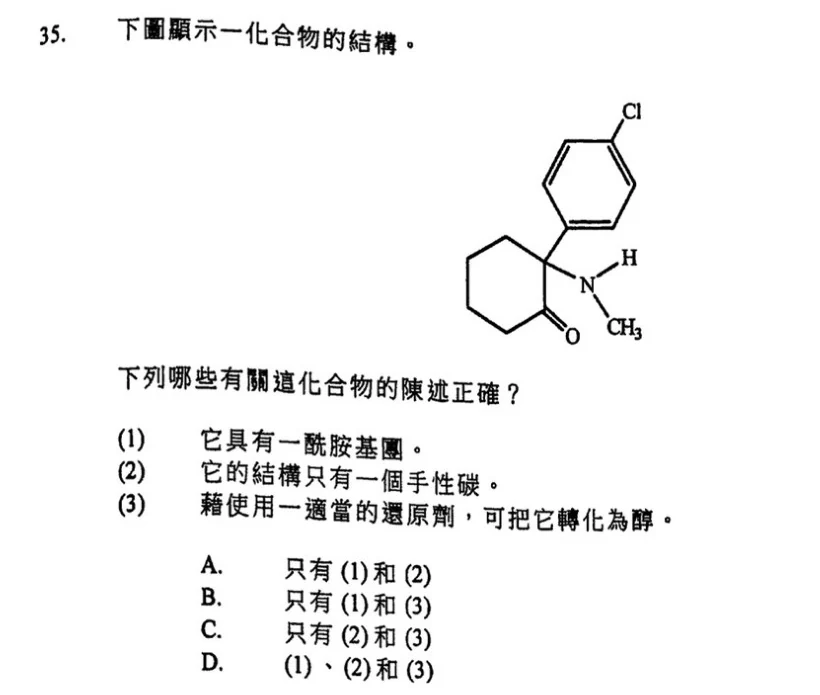 35. 下圖顯示一化合物的結構。
Cl
H
N
CH₃
O
下列哪些有關這化合物的陳述正確？
(1) 它具有一酰胺基團。
(2) 它的結構只有一個手性碳。
(3) 藉使用一適當的還原劑，可把它轉化為醇。
A. 只有 (1) 和 (2)
B. 只有 (1) 和 (3)
C. 只有 (2) 和 (3)
D. (1)、(2) 和 (3)